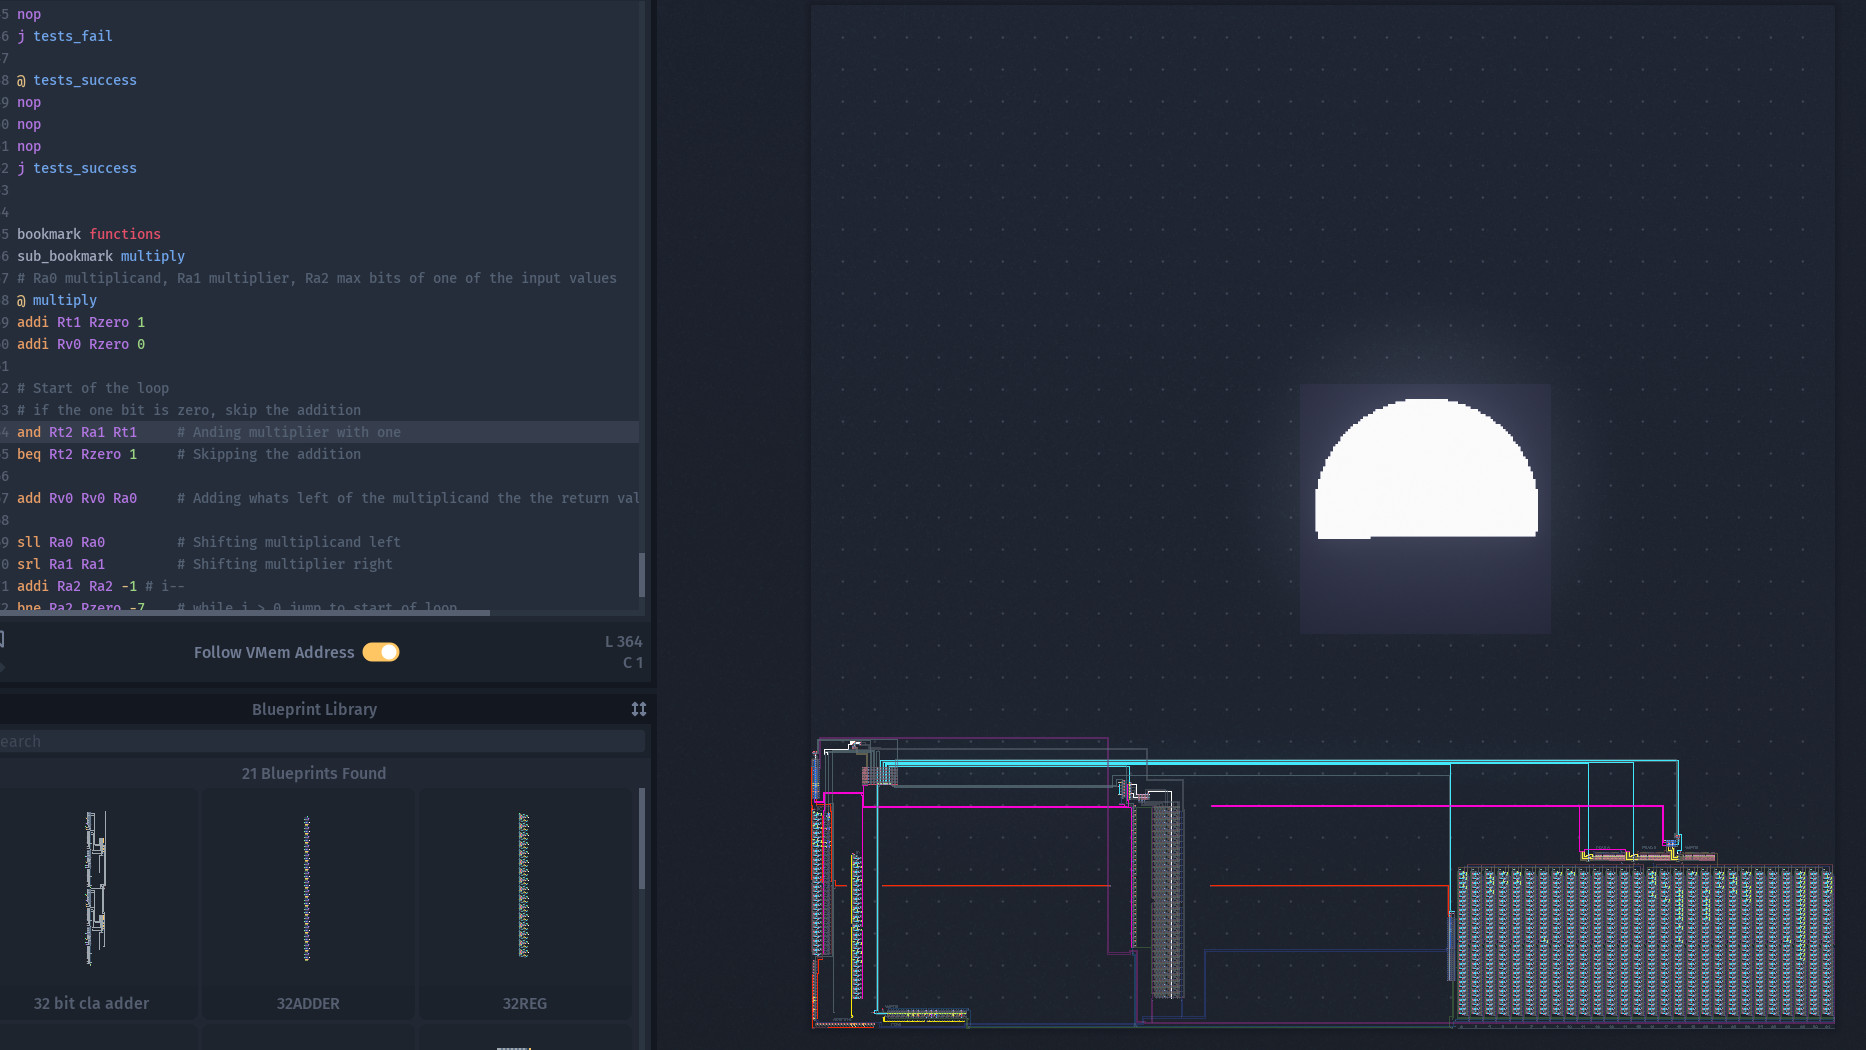 5 nop
6 j tests_fail
7
8 @ tests_success
9 nop
0 nop
1 nop
2 j tests_success
3
4
5 bookmark functions
6 sub_bookmark multiply
7 # Ra0 multiplicand, Ra1 multiplier, Ra2 max bits of one of the input values
8 @ multiply
9 addi Rt1 Rzero 1
0 addi Rv0 Rzero 0
1
2 # Start of the loop
3 # if the one bit is zero, skip the addition
4 and Rt2 Ra1 Rt1 # Anding multiplier with one
5 beq Rt2 Rzero 1 # Skipping the addition
6
7 add Rv0 Rv0 Ra0 # Adding whats left of the multiplicand the the return val
8
9 sll Ra0 Ra0 # Shifting multiplicand left
0 srl Ra1 Ra1 # Shifting multiplier right
1 addi Ra2 Ra2 -1 # i--
2 bne Ra2 Rzero -7 # while i > 0 jump to start of loop
Follow VMem Address
L 364
C 1
Blueprint Library
earch
21 Blueprints Found
32 bit cla adder
32ADDER
32REG